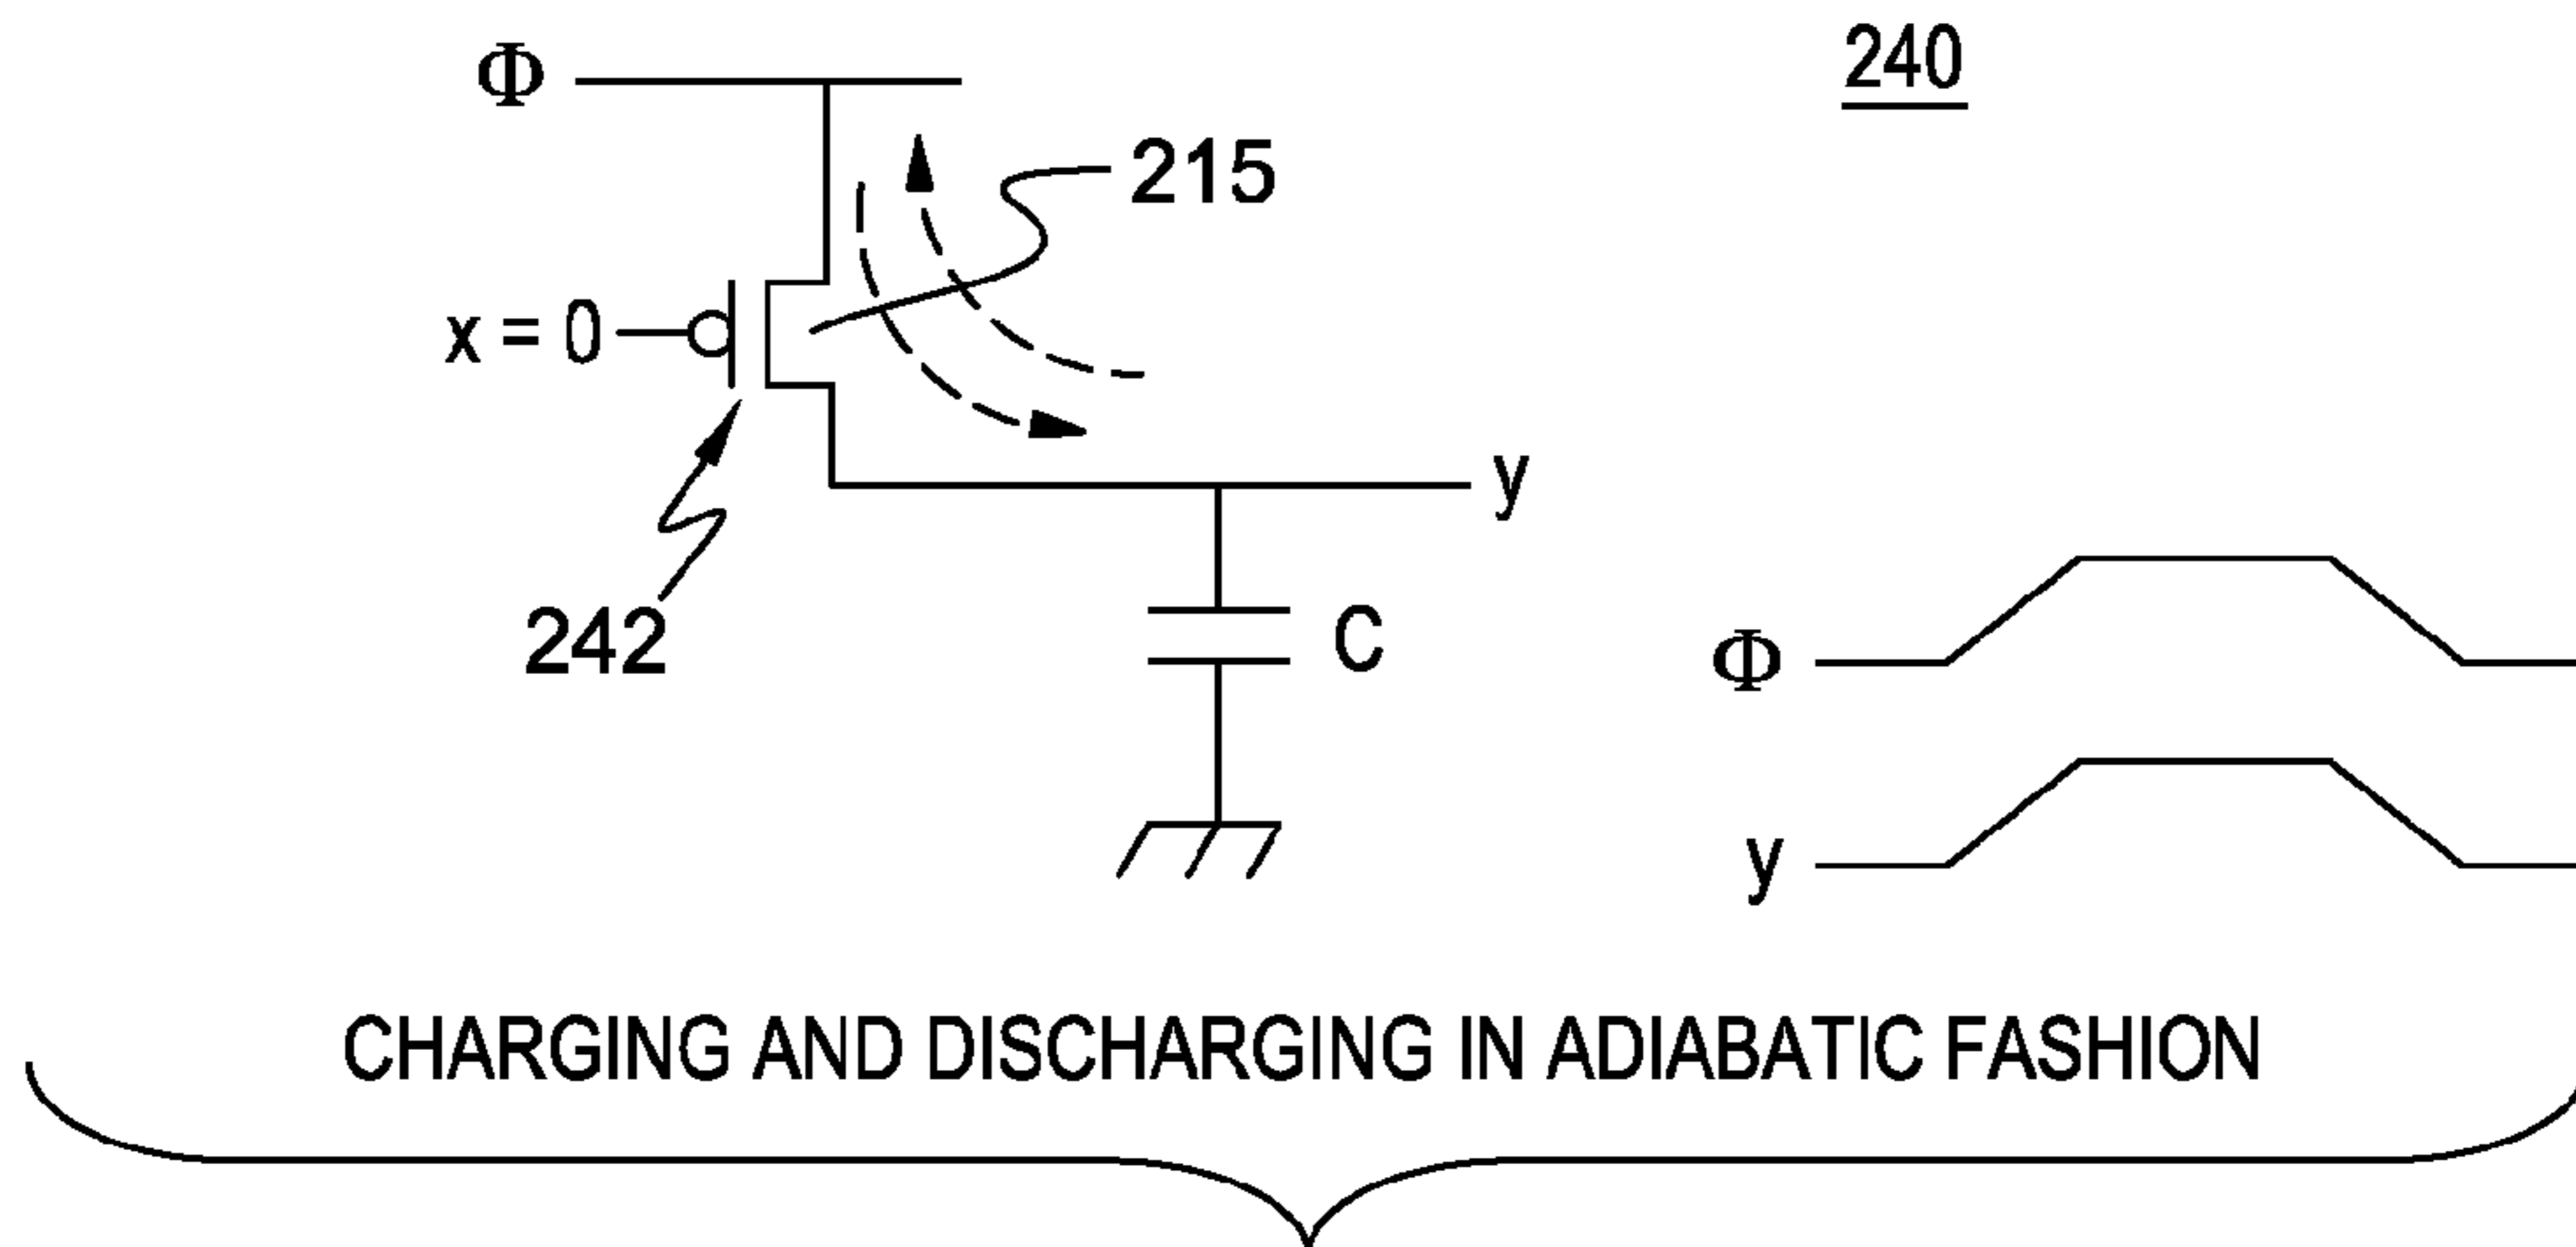 Φ
240
215
x = 0
y
242
C
Φ
y
CHARGING AND DISCHARGING IN ADIABATIC FASHION